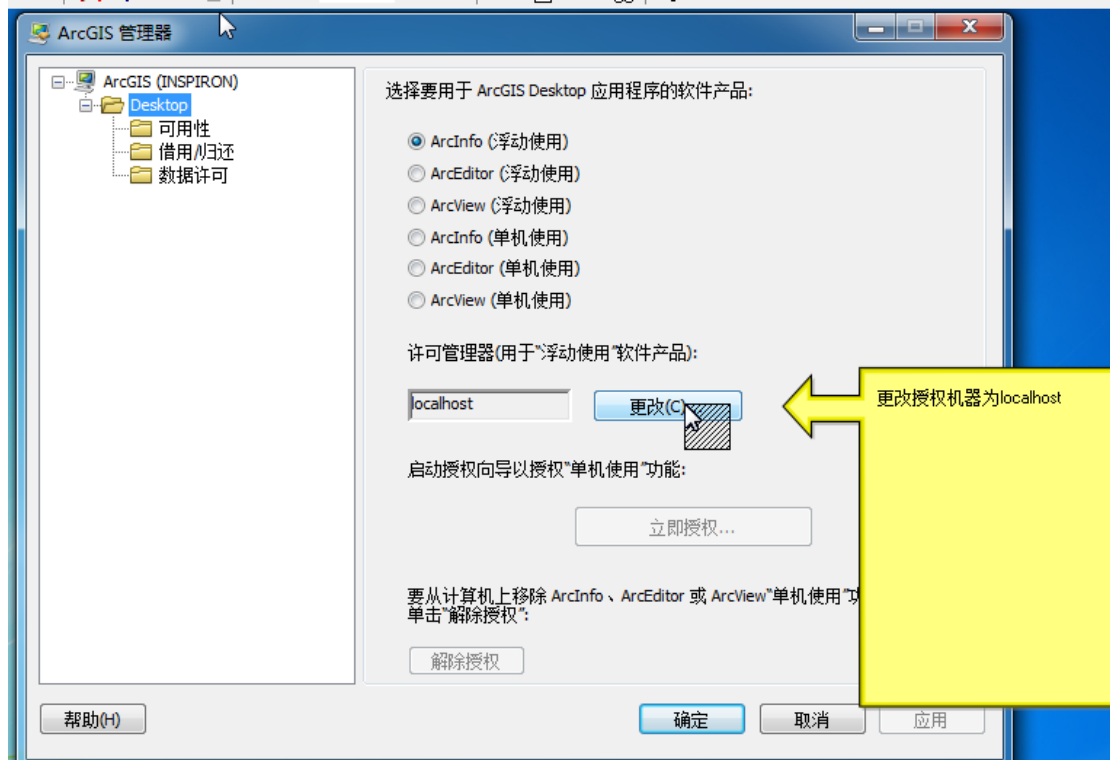 ArcGIS 管理器
ArcGIS (INSPIRON)
Desktop
可用性
借用/归还
数据许可
选择要用于 ArcGIS Desktop 应用程序的软件产品:
ArcInfo (浮动使用)
ArcEditor (浮动使用)
ArcView (浮动使用)
ArcInfo (单机使用)
ArcEditor (单机使用)
ArcView (单机使用)
许可管理器(用于"浮动使用"软件产品):
localhost
更改(C)
更改授权机器为localhost
启动授权向导以授权"单机使用"功能:
立即授权...
要从计算机上移除 ArcInfo、ArcEditor 或 ArcView"单机使用"
单击"解除授权":
解除授权
帮助(H)
确定
取消
应用